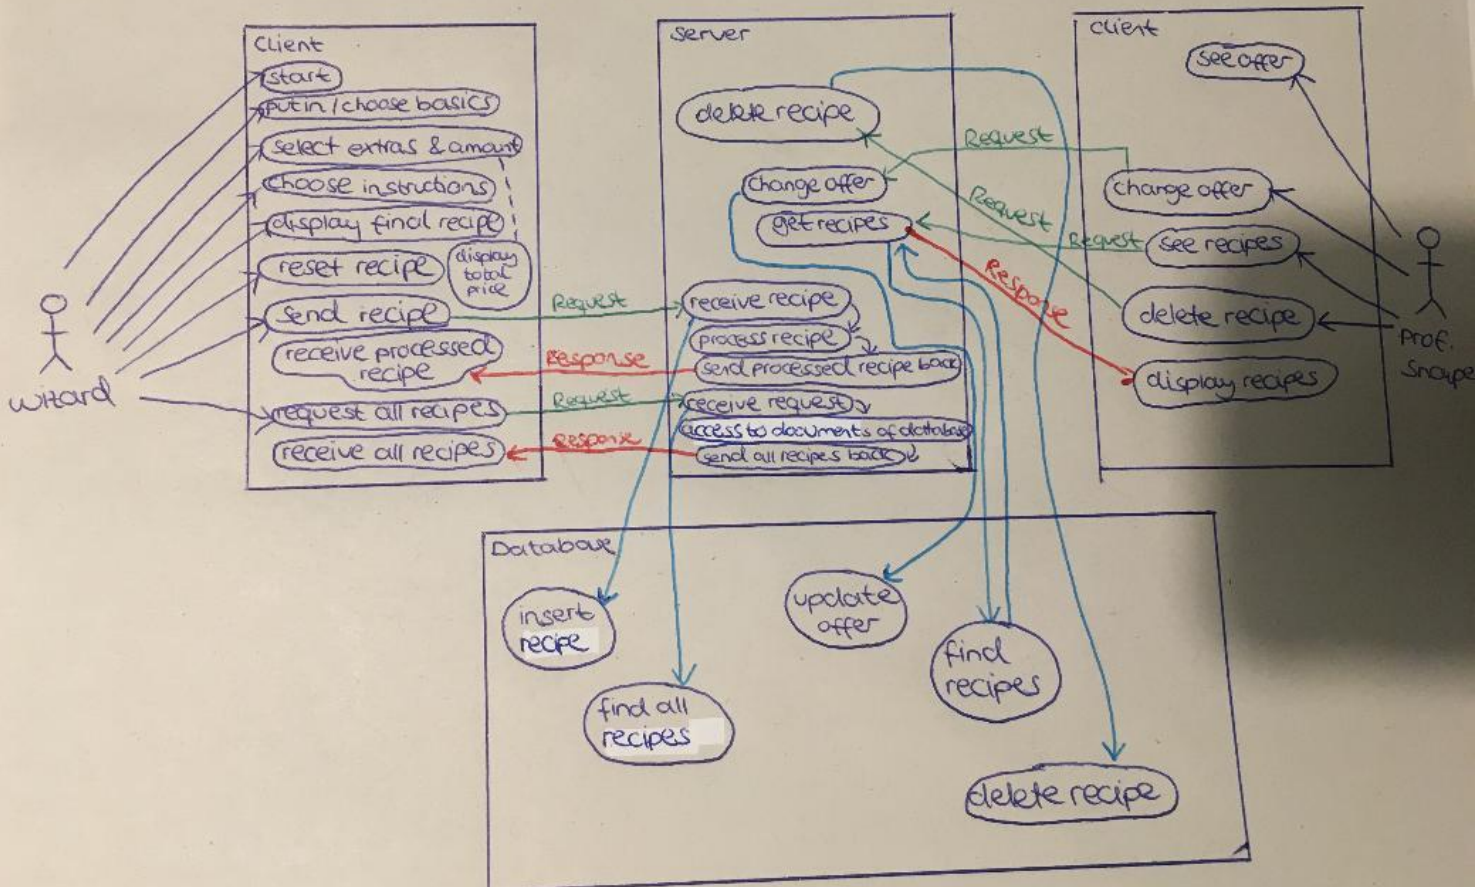 Client
start
put in / choose basics
select extras & amount
choose instructions
display final recipe
reset recipe
display
total
price
send recipe
receive processed
recipe
request all recipes
receive all recipes
Wizard
Request
Response
Request
Response
Server
delete recipe
change offer
get recipes
receive recipe
process recipe
send processed recipe back
receive request
access to documents of database
send all recipes back
Request
Request
Request
Response
Client
see offer
change offer
see recipes
delete recipe
display recipes
Prof.
Snape
Database
insert
recipe
find all
recipes
update
offer
find
recipes
delete recipe